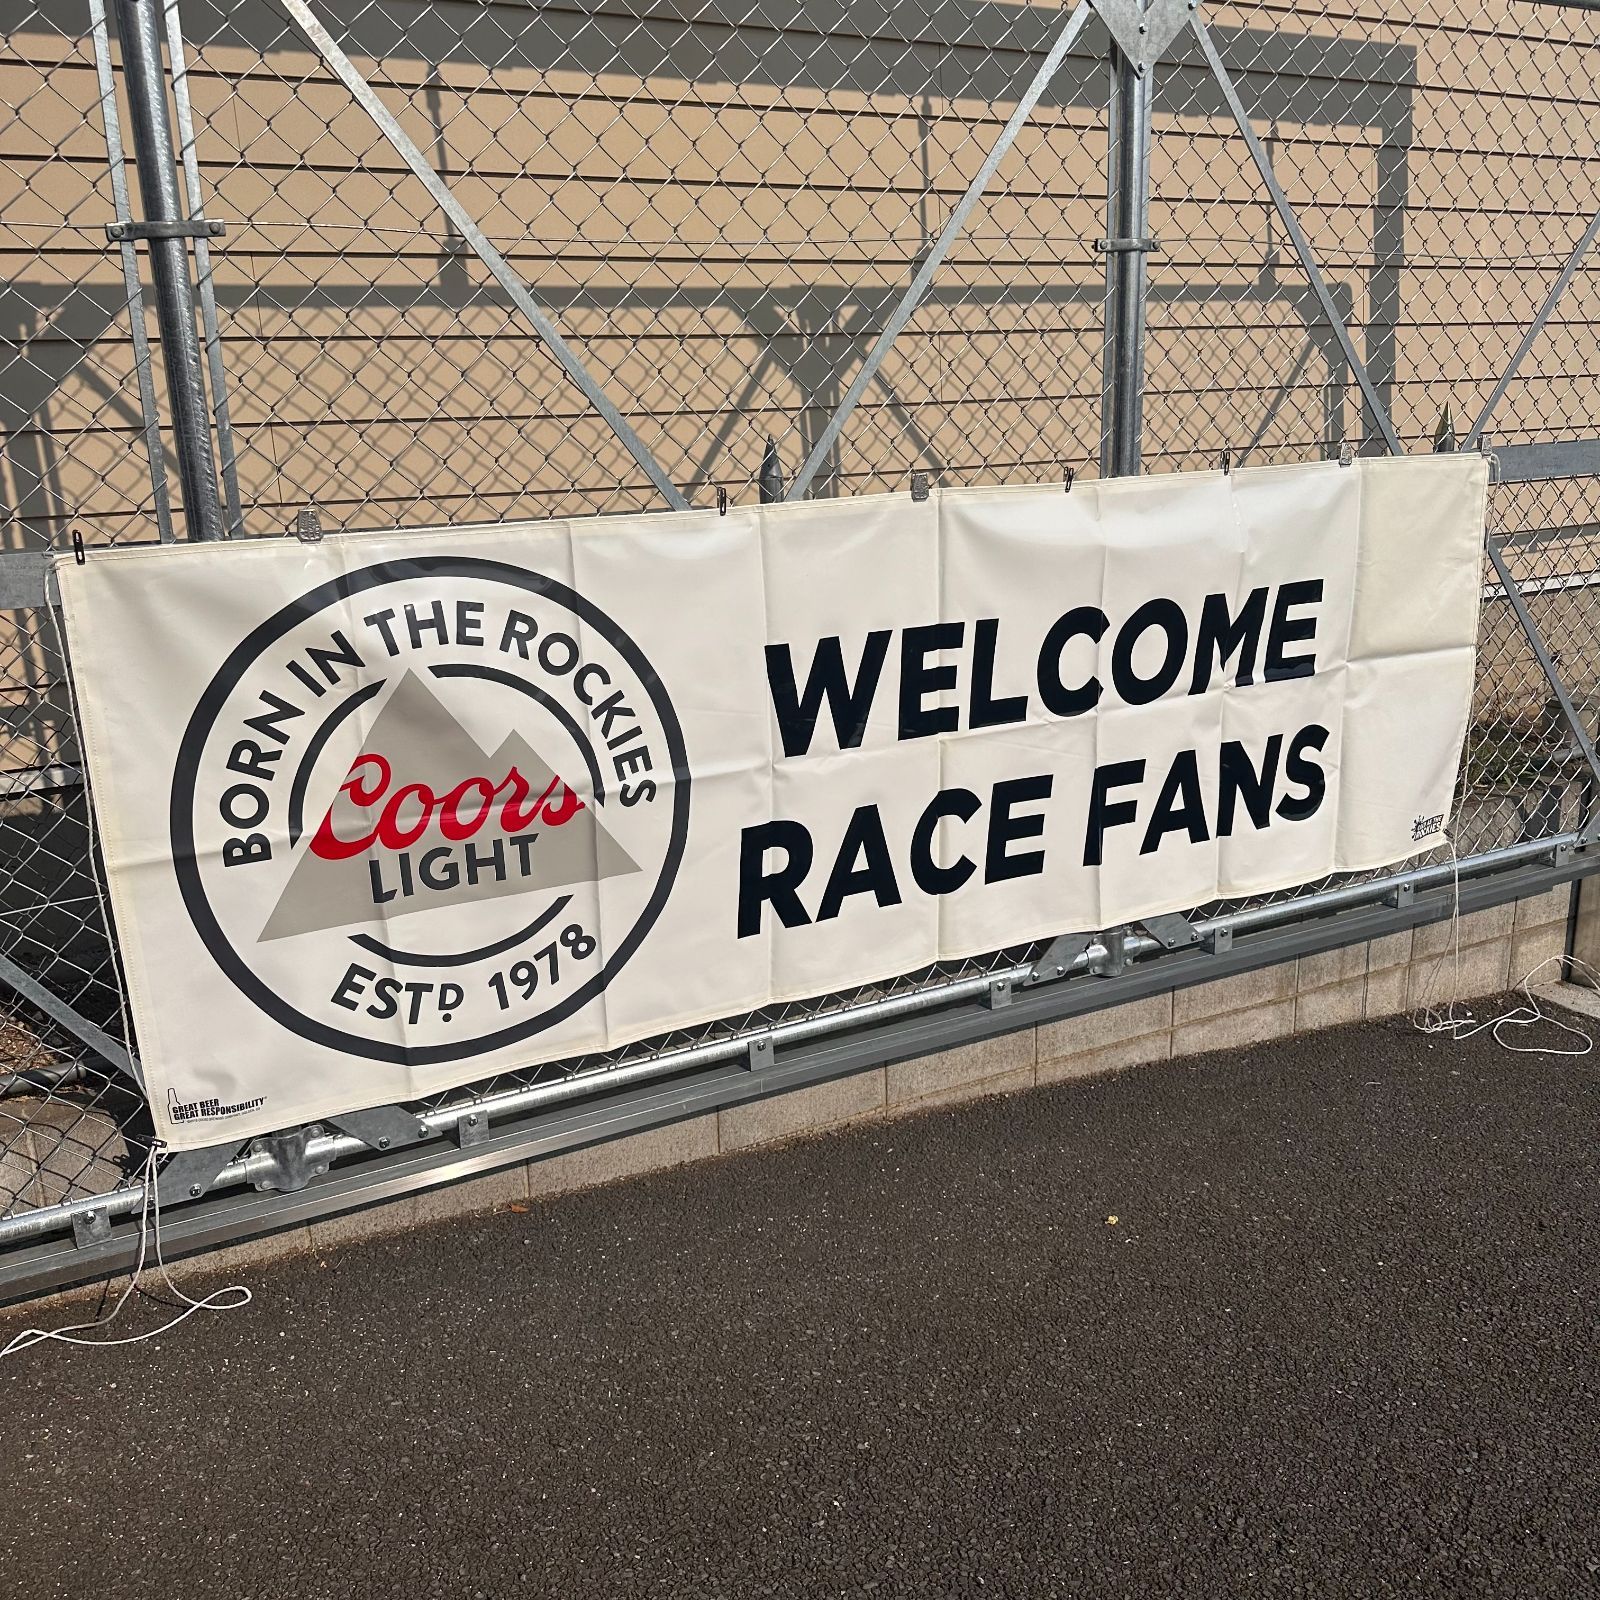 BORN IN THE ROCKIES
Coors
LIGHT
ESTD 1978
WELCOME
RACE FANS
GREAT BEER
GREAT RESPONSIBILITY